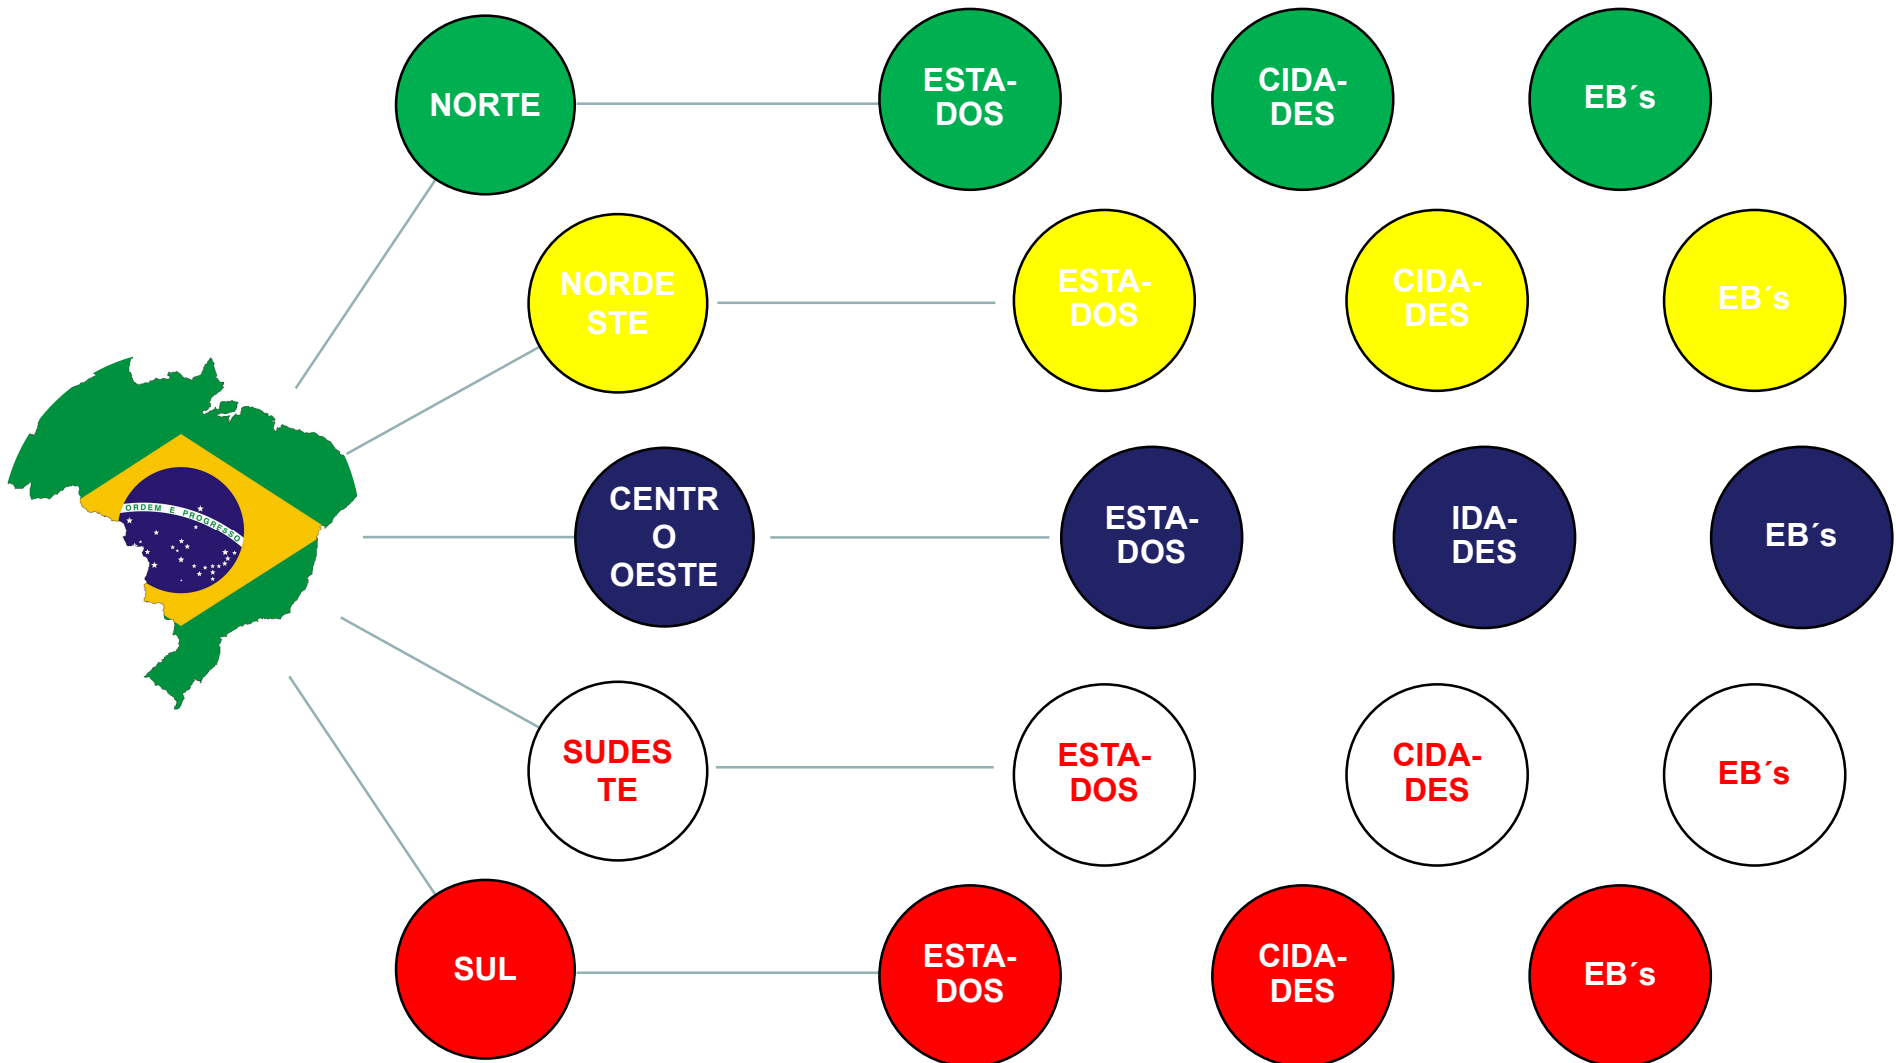 NORTE
ESTA-
DOS
CIDA-
DES
EB´s
NORDE
STE
ESTA-
DOS
CIDA-
DES
EB´s
ORDEM E PROGRESSO
CENTR
O
OESTE
ESTA-
DOS
IDA-
DES
EB´s
SUDES
TE
ESTA-
DOS
CIDA-
DES
EB´s
SUL
ESTA-
DOS
CIDA-
DES
EB´s